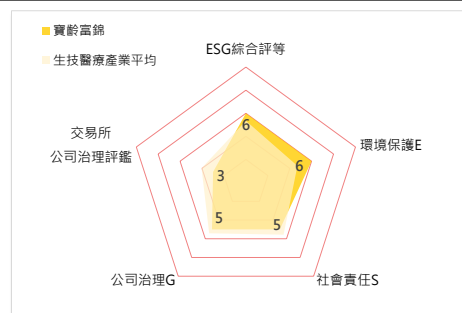 寶齡富錦
生技醫療產業平均
ESG綜合評等
6
交易所
公司治理評鑑
環境保護E
6
3
5
5
公司治理G
社會責任S